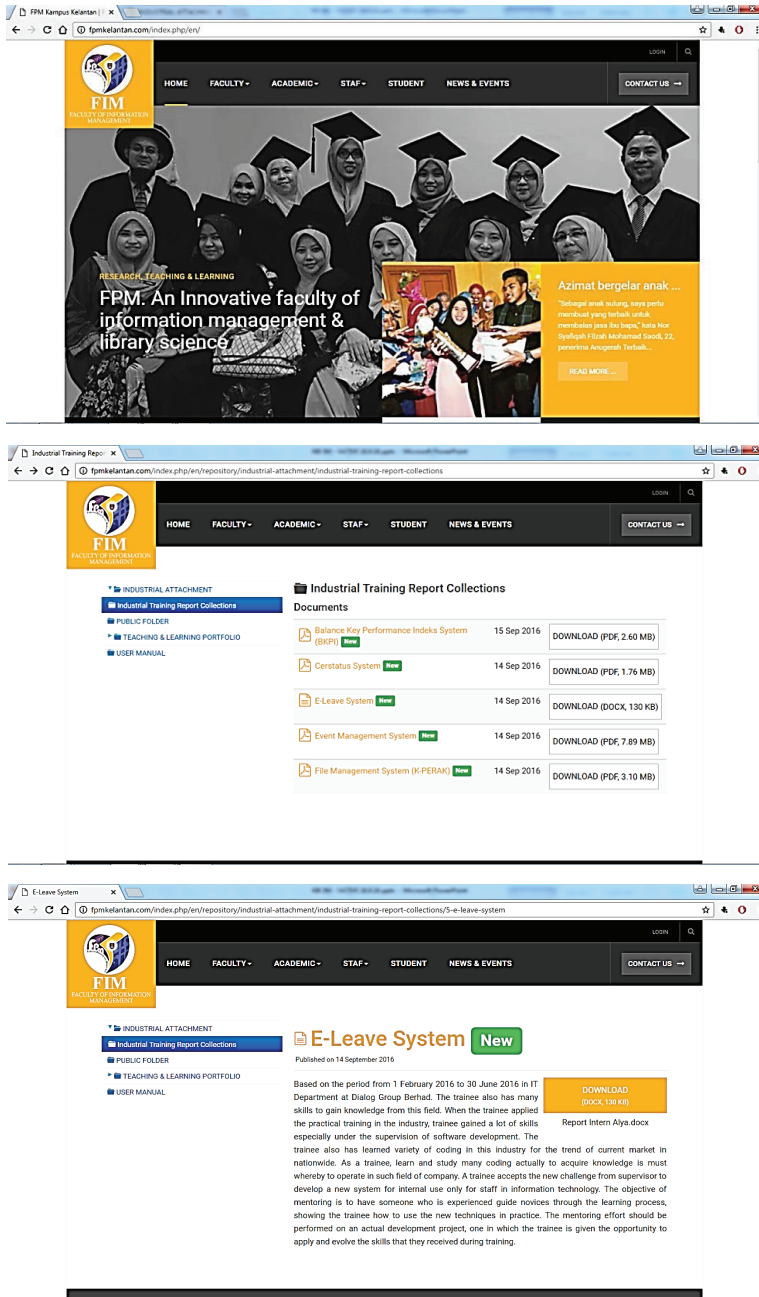 FPM Kampus Kelantan |
fpmkelantan.com/index.php/en/
LOGIN
FIM
FACULTY OF INFORMATION
MANAGEMENT
HOME FACULTY ACADEMIC STAF STUDENT NEWS & EVENTS CONTACT US →
RESEARCH, TEACHING & LEARNING
FPM. An Innovative faculty of
information management &
library science
Azimat bergelar anak ...
"Sebagai anak sulung, saya perlu
membuat yang terbaik untuk
membalas jasa ibu bapa," kata Nor
Syafiqah Filzah Mohamad Saodi, 22,
penerima Anugerah Terbaik...
READ MORE ...
Industrial Training Repor
fpmkelantan.com/index.php/en/repository/industrial-attachment/industrial-training-report-collections
LOGIN
FIM
FACULTY OF INFORMATION
MANAGEMENT
HOME FACULTY ACADEMIC STAF STUDENT NEWS & EVENTS CONTACT US →
INDUSTRIAL ATTACHMENT
Industrial Training Report Collections
PUBLIC FOLDER
TEACHING & LEARNING PORTFOLIO
USER MANUAL
Industrial Training Report Collections
Documents
Balance Key Performance Indeks System
(BKPI) New 15 Sep 2016 DOWNLOAD (PDF, 2.60 MB)
Cerstatus System New 14 Sep 2016 DOWNLOAD (PDF, 1.76 MB)
E-Leave System New 14 Sep 2016 DOWNLOAD (DOCX, 130 KB)
Event Management System New 14 Sep 2016 DOWNLOAD (PDF, 7.89 MB)
File Management System (K-PERAK) New 14 Sep 2016 DOWNLOAD (PDF, 3.10 MB)
E-Leave System
fpmkelantan.com/index.php/en/repository/industrial-attachment/industrial-training-report-collections/5-e-leave-system
LOGIN
FIM
FACULTY OF INFORMATION
MANAGEMENT
HOME FACULTY ACADEMIC STAF STUDENT NEWS & EVENTS CONTACT US →
INDUSTRIAL ATTACHMENT
Industrial Training Report Collections
PUBLIC FOLDER
TEACHING & LEARNING PORTFOLIO
USER MANUAL
E-Leave System New
Published on 14 September 2016
DOWNLOAD
(DOCX, 130 KB)
Report Intern Alya.docx
Based on the period from 1 February 2016 to 30 June 2016 in IT
Department at Dialog Group Berhad. The trainee also has many
skills to gain knowledge from this field. When the trainee applied
the practical training in the industry, trainee gained a lot of skills
especially under the supervision of software development. The
trainee also has learned variety of coding in this industry for the trend of current market in
nationwide. As a trainee, learn and study many coding actually to acquire knowledge is must
whereby to operate in such field of company. A trainee accepts the new challenge from supervisor to
develop a new system for internal use only for staff in information technology. The objective of
mentoring is to have someone who is experienced guide novices through the learning process,
showing the trainee how to use the new techniques in practice. The mentoring effort should be
performed on an actual development project, one in which the trainee is given the opportunity to
apply and evolve the skills that they received during training.